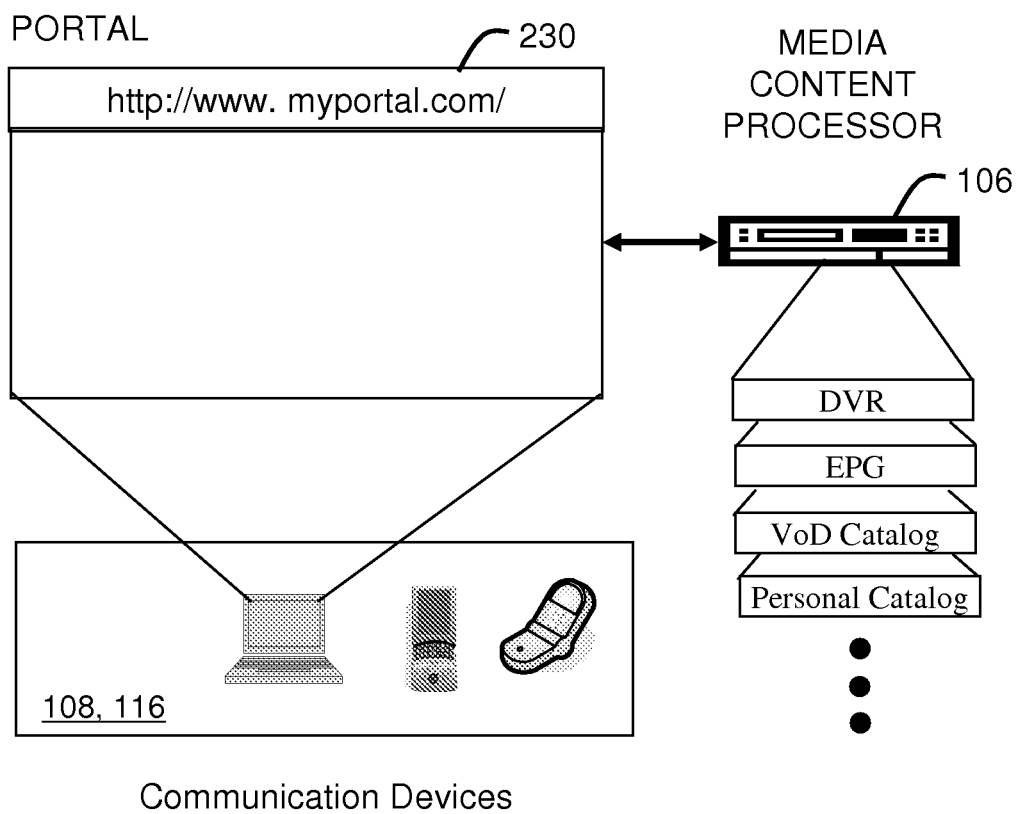 PORTAL
230
http://www. myportal.com/
MEDIA
CONTENT
PROCESSOR
106
DVR
EPG
VoD Catalog
Personal Catalog
108, 116
Communication Devices